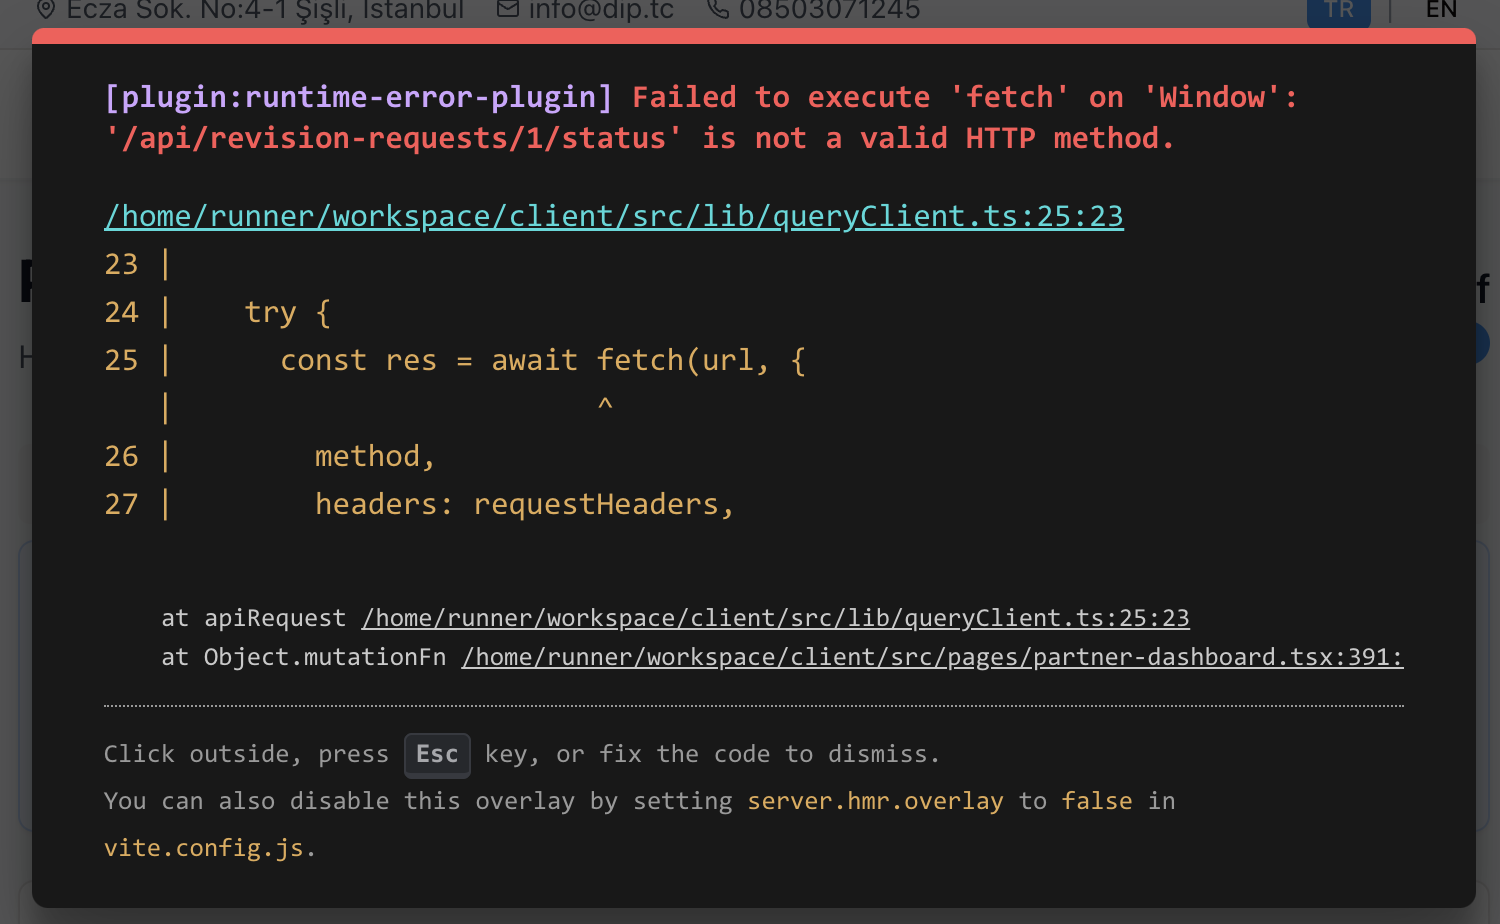 Ecza Sok. No:4-1 Şişli, İstanbul info@dip.tc 08503071245 TR | EN
[plugin:runtime-error-plugin] Failed to execute 'fetch' on 'Window':
'/api/revision-requests/1/status' is not a valid HTTP method.
/home/runner/workspace/client/src/lib/queryClient.ts:25:23
23 |
24 | try {
25 | const res = await fetch(url, {
| ^
26 | method,
27 | headers: requestHeaders,
at apiRequest /home/runner/workspace/client/src/lib/queryClient.ts:25:23
at Object.mutationFn /home/runner/workspace/client/src/pages/partner-dashboard.tsx:391:
Click outside, press Esc key, or fix the code to dismiss.
You can also disable this overlay by setting server.hmr.overlay to false in
vite.config.js.